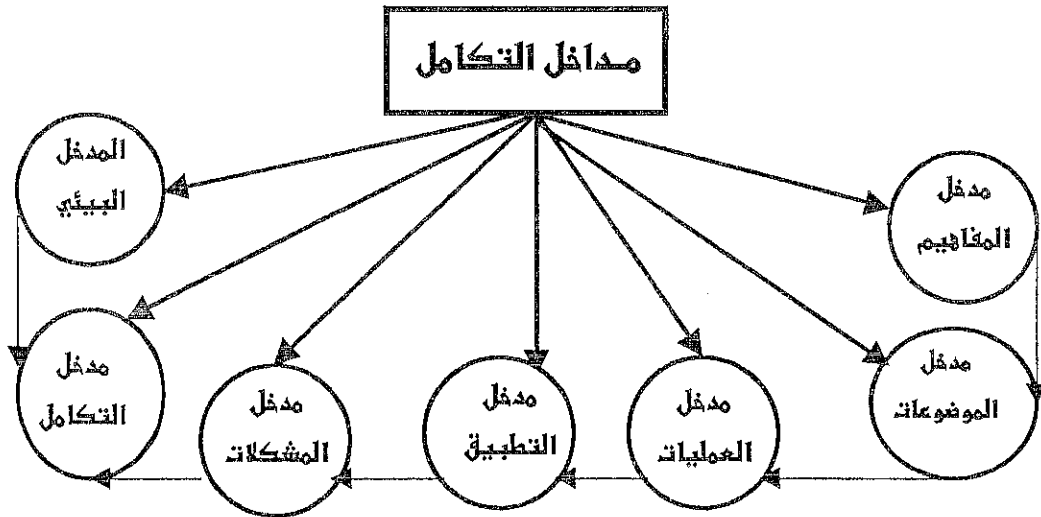 مداخل التكامل
مدخل
المفاهيم
مدخل
الموضوعات
مدخل
العمليات
مدخل
التطبيق
مدخل
المشكلات
مدخل
التكامل
المدخل
البيئي